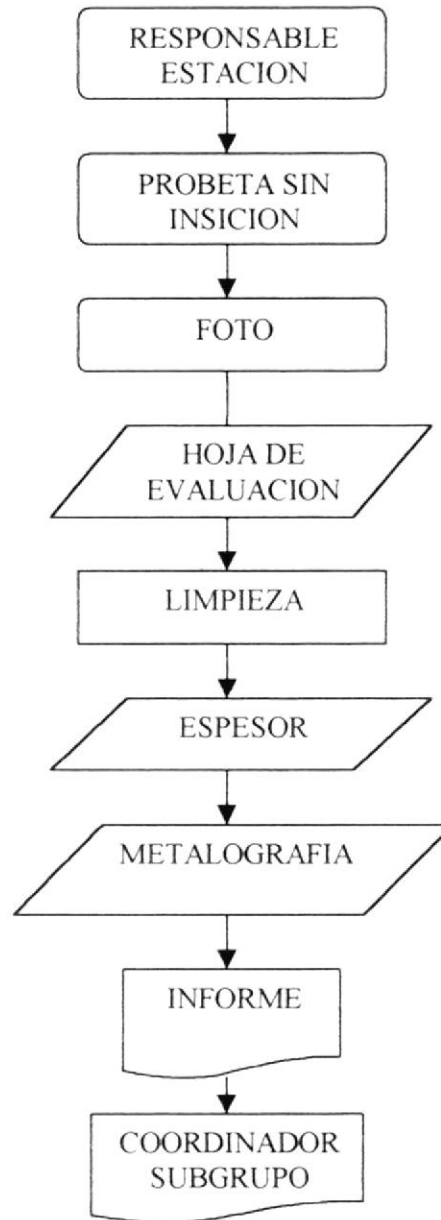 RESPONSABLE
ESTACION
PROBETA SIN
INSICION
FOTO
HOJA DE
EVALUACION
LIMPIEZA
ESPESOR
METALOGRAFIA
INFORME
COORDINADOR
SUBGRUPO